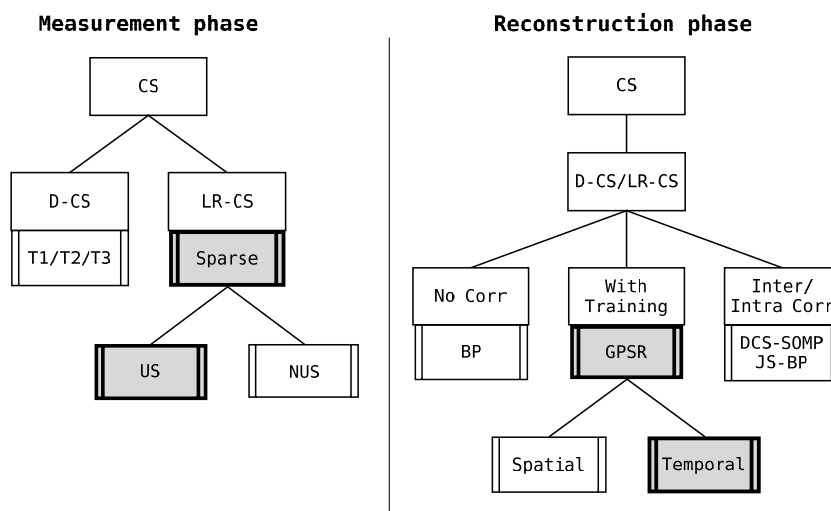 Measurement phase
CS
D-CS
LR-CS
T1/T2/T3
Sparse
US
NUS
Reconstruction phase
CS
D-CS/LR-CS
No Corr
BP
With
Training
GPSR
Inter/
Intra Corr
DCS-SOMP
JS-BP
Spatial
Temporal